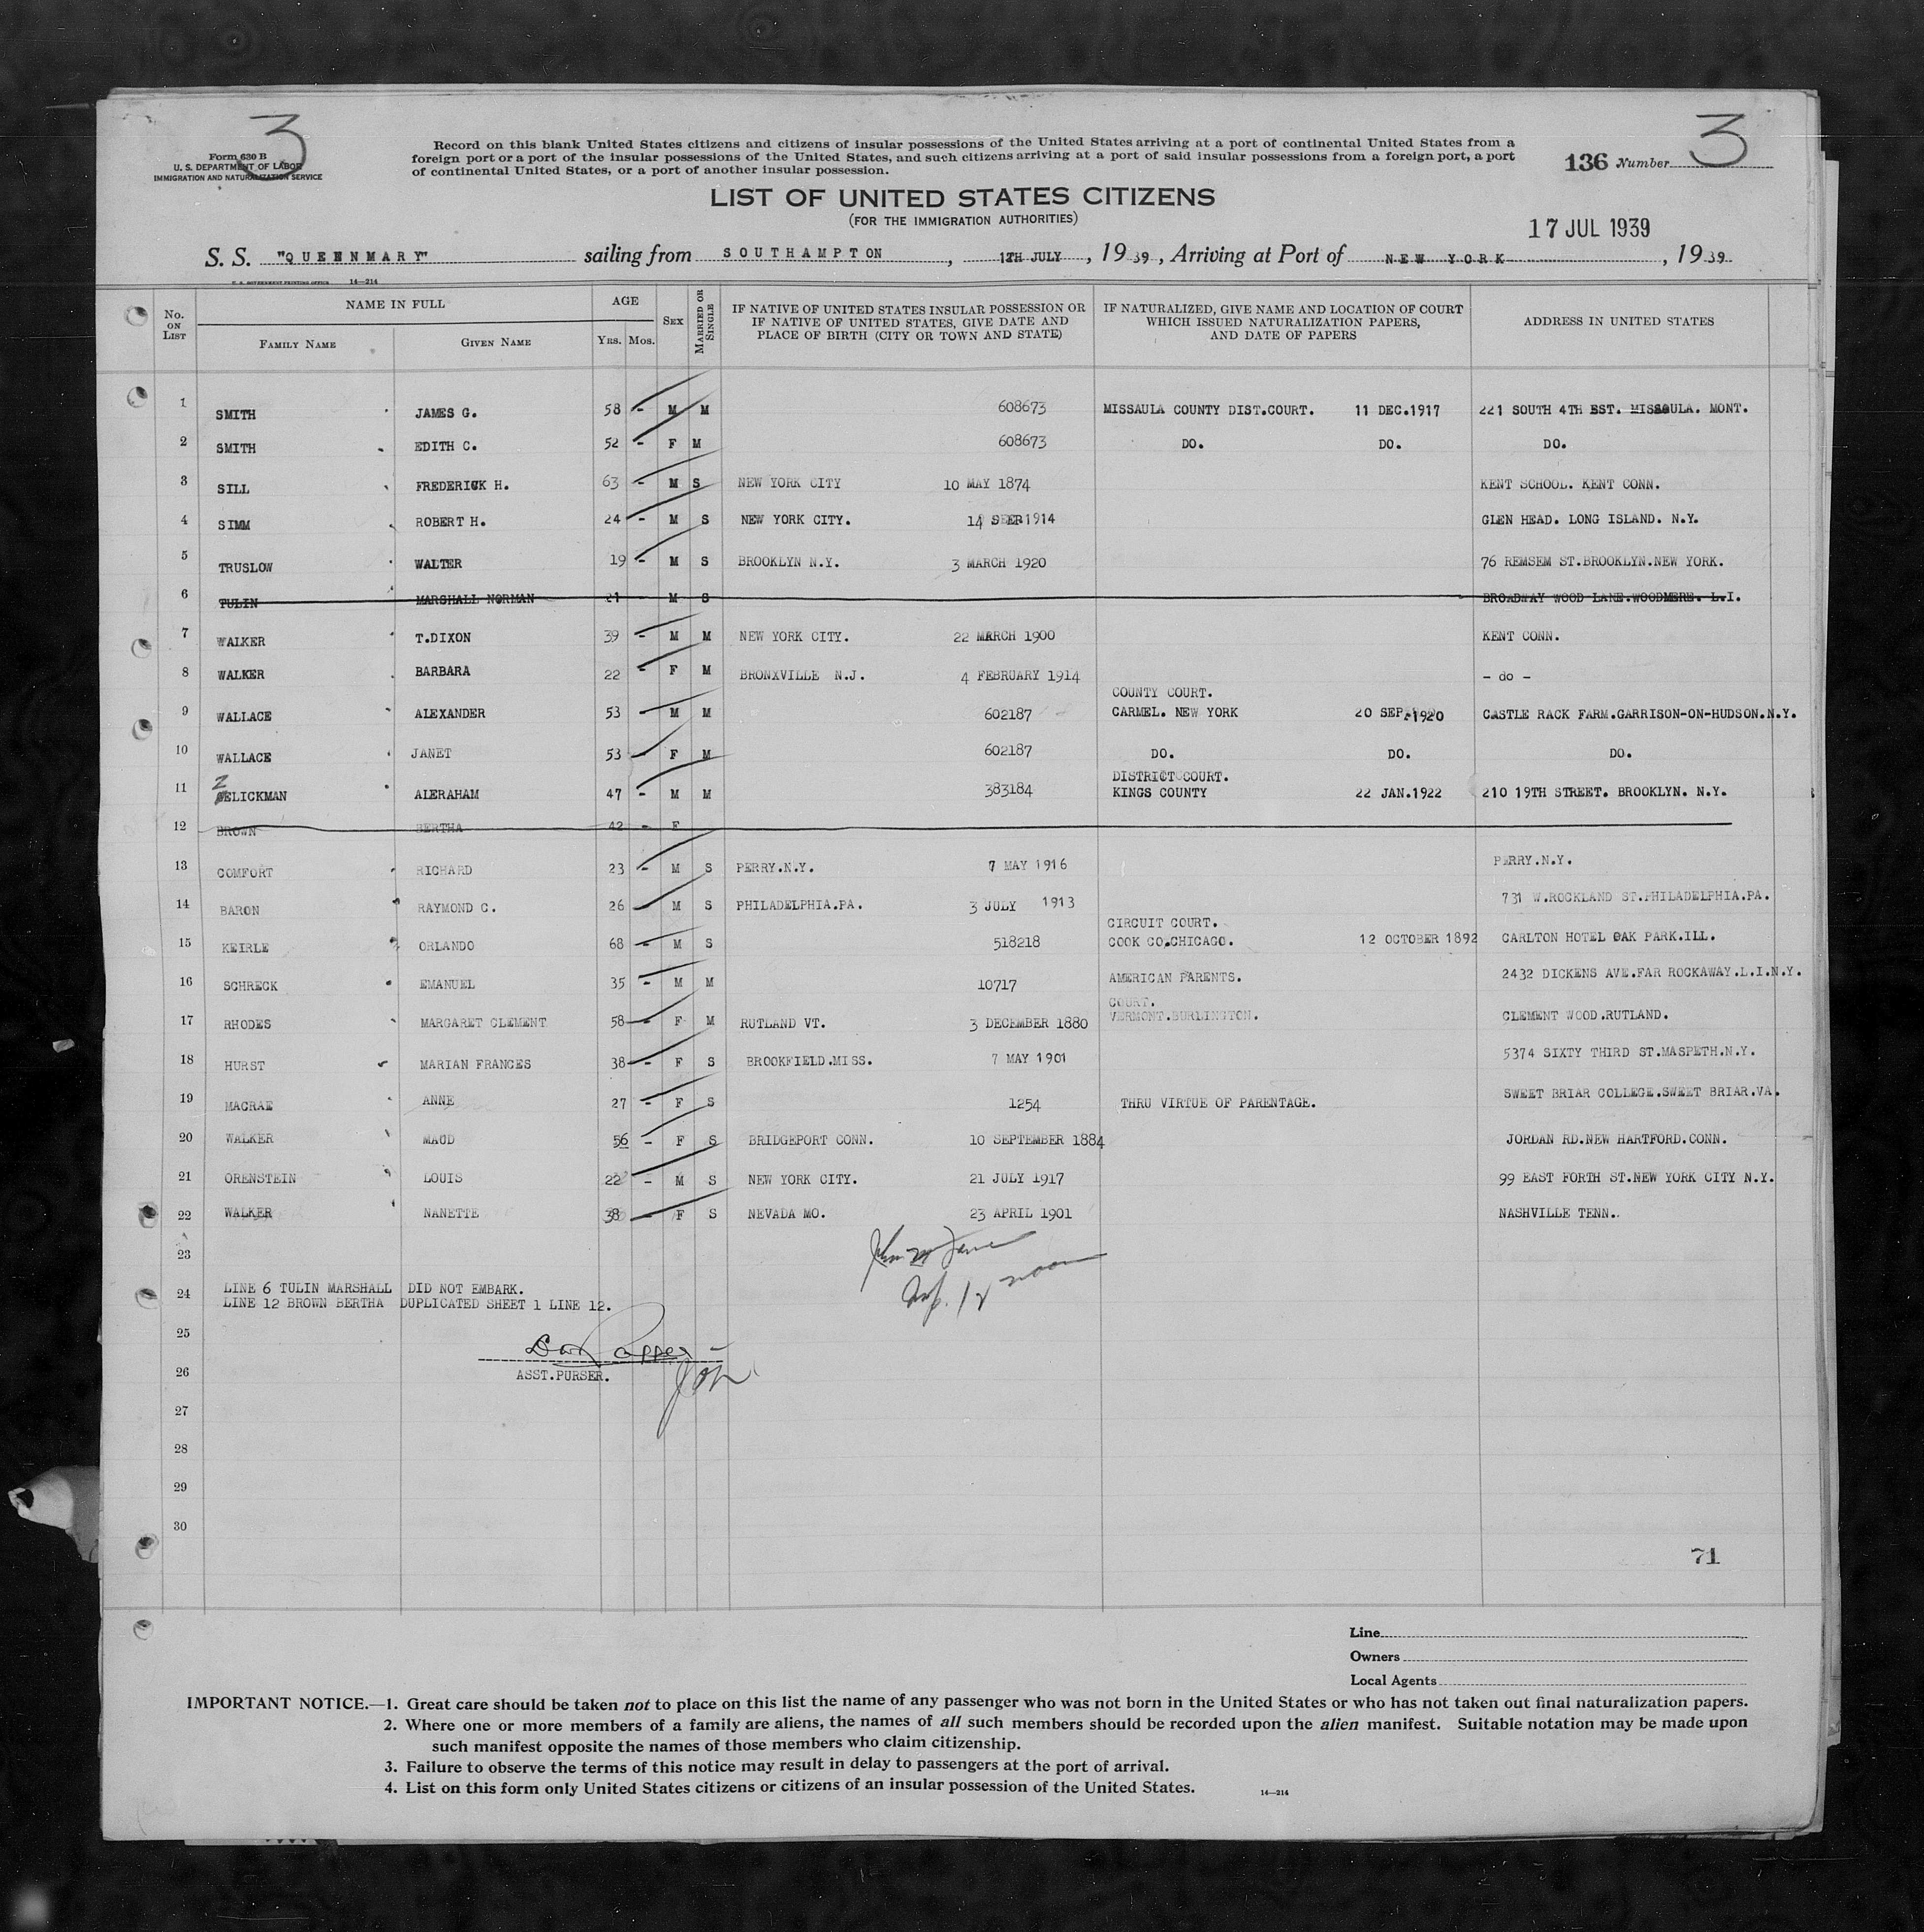 3
3
Form 630 B
U. S. DEPARTMENT OF LABOR
IMMIGRATION AND NATURALIZATION SERVICE
Record on this blank United States citizens and citizens of insular possessions of the United States arriving at a port of continental United States from a
foreign port or a port of the insular possessions of the United States, and such citizens arriving at a port of said insular possessions from a foreign port, a port
of continental United States, or a port of another insular possession.
136 Number
LIST OF UNITED STATES CITIZENS
(FOR THE IMMIGRATION AUTHORITIES)
17 JUL 1939
S. S. "QUEENMARY" sailing from SOUTHAMPTON, 12TH JULY, 1939, Arriving at Port of NEW YORK, 1939
U. S. GOVERNMENT PRINTING OFFICE 14—214
No. ON LIST
NAME IN FULL
FAMILY NAME GIVEN NAME
AGE
Yrs. Mos.
SEX
MARRIED OR SINGLE
IF NATIVE OF UNITED STATES INSULAR POSSESSION OR
IF NATIVE OF UNITED STATES, GIVE DATE AND
PLACE OF BIRTH (CITY OR TOWN AND STATE)
IF NATURALIZED, GIVE NAME AND LOCATION OF COURT
WHICH ISSUED NATURALIZATION PAPERS,
AND DATE OF PAPERS
ADDRESS IN UNITED STATES
1 SMITH JAMES G. 58 - M M 608673 MISSAULA COUNTY DIST.COURT. 11 DEC.1917 221 SOUTH 4TH EST. MISSOULA. MONT.
2 SMITH EDITH C. 52 - F M 608673 DO. DO. DO.
3 SILL FREDERICK H. 63 - M S NEW YORK CITY 10 MAY 1874 KENT SCHOOL. KENT CONN.
4 SIMM ROBERT H. 24 - M S NEW YORK CITY. 14 SEP 1914 GLEN HEAD. LONG ISLAND. N.Y.
5 TRUSLOW WALTER 19 - M S BROOKLYN N.Y. 3 MARCH 1920 76 REMSEM ST.BROOKLYN.NEW YORK.
6 TULIN MARSHALL NORMAN 21 - M S BROADWAY WOOD LANE.WOODMERE. L.I.
7 WALKER T.DIXON 39 - M M NEW YORK CITY. 22 MARCH 1900 KENT CONN.
8 WALKER BARBARA 22 - F M BRONXVILLE N.J. 4 FEBRUARY 1914 - do -
COUNTY COURT.
9 WALLACE ALEXANDER 53 - M M 602187 CARMEL. NEW YORK 20 SEP.1920 CASTLE RACK FARM.GARRISON-ON-HUDSON.N.Y.
10 WALLACE JANET 53 - F M 602187 DO. DO. DO.
DISTRICT COURT.
11 ZELICKMAN ALERAHAM 47 - M M 383184 KINGS COUNTY 22 JAN.1922 210 19TH STREET. BROOKLYN. N.Y.
12 BROWN BERTHA 42 - F
13 COMFORT RICHARD 23 - M S PERRY.N.Y. 7 MAY 1916 PERRY.N.Y.
14 BARON RAYMOND C. 26 - M S PHILADELPHIA.PA. 3 JULY 1913 731 W.ROCKLAND ST.PHILADELPHIA.PA.
CIRCUIT COURT.
15 KEIRLE ORLANDO 68 - M S 518218 COOK CO.CHICAGO. 12 OCTOBER 1892 CARLTON HOTEL OAK PARK.ILL.
16 SCHRECK EMANUEL 35 - M M 10717 AMERICAN PARENTS. 2432 DICKENS AVE.FAR ROCKAWAY.L.I.N.Y.
COURT.
17 RHODES MARGARET CLEMENT 58 - F M RUTLAND VT. 3 DECEMBER 1880 VERMONT.BURLINGTON. CLEMENT WOOD.RUTLAND.
18 HURST MARIAN FRANCES 38 - F S BROOKFIELD.MISS. 7 MAY 1901 5374 SIXTY THIRD ST.MASPETH.N.Y.
19 MACRAE ANNE 27 - F S 1254 THRU VIRTUE OF PARENTAGE. SWEET BRIAR COLLEGE.SWEET BRIAR.VA.
20 WALKER MAUD 56 - F S BRIDGEPORT CONN. 10 SEPTEMBER 1884 JORDAN RD.NEW HARTFORD.CONN.
21 ORENSTEIN LOUIS 22 - M S NEW YORK CITY. 21 JULY 1917 99 EAST FORTH ST.NEW YORK CITY N.Y.
22 WALKER NANETTE 38 - F S NEVADA MO. 23 APRIL 1901 NASHVILLE TENN.
23
24 LINE 6 TULIN MARSHALL DID NOT EMBARK.
LINE 12 BROWN BERTHA DUPLICATED SHEET 1 LINE 12.
25
ASST.PURSER.
26
27
28
29
30
71
Line
Owners
Local Agents
IMPORTANT NOTICE.—1. Great care should be taken not to place on this list the name of any passenger who was not born in the United States or who has not taken out final naturalization papers.
2. Where one or more members of a family are aliens, the names of all such members should be recorded upon the alien manifest. Suitable notation may be made upon
such manifest opposite the names of those members who claim citizenship.
3. Failure to observe the terms of this notice may result in delay to passengers at the port of arrival.
4. List on this form only United States citizens or citizens of an insular possession of the United States.
14—214